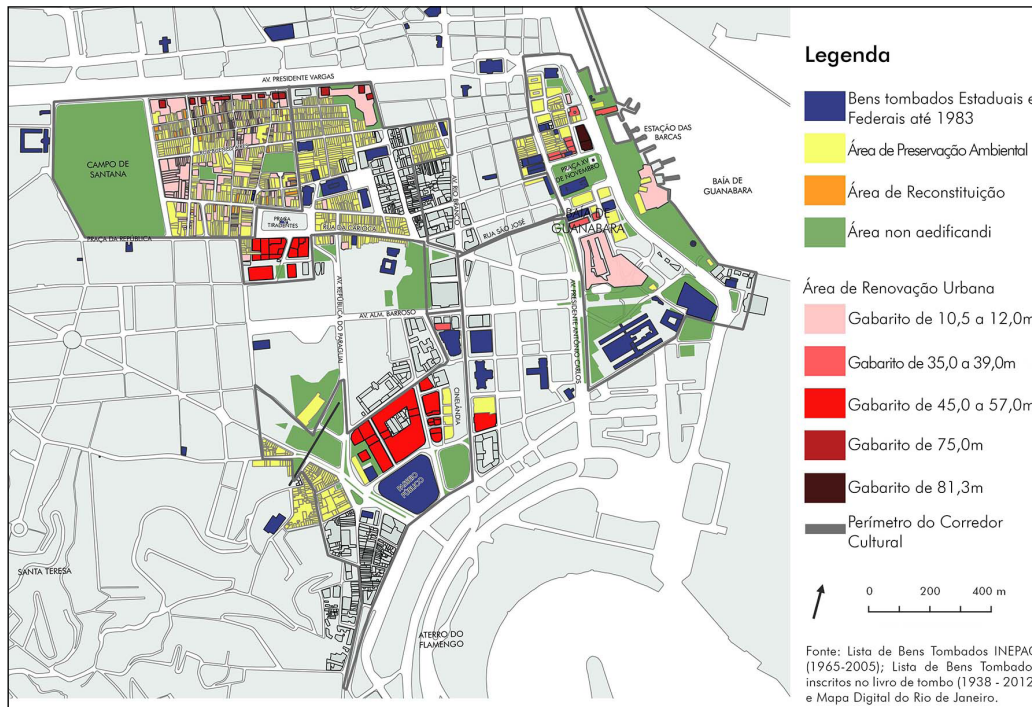 AV. PRESIDENTE VARGAS
CAMPO DE
SANTANA
ESTAÇÃO DAS
BARCAS
BAÍA DE
GUANABARA
PRAÇA XV
DE NOVEMBRO
AV. RIO BRANCO
PRAÇA
TIRADENTES
RUA DA CARIOCA
RUA SÃO JOSÉ
BAÍA DE
GUANABARA
PRAÇA DA REPÚBLICA
AV. REPÚBLICA DO PARAGUAI
AV. ALM. BARROSO
AV. PRESIDENTE ANTÔNIO CARLOS
CINELÂNDIA
SANTA TERESA
ATERRO DO
FLAMENGO
Legenda
Bens tombados Estaduais e
Federais até 1983
Área de Preservação Ambiental
Área de Reconstituição
Área non aedificandi
Área de Renovação Urbana
Gabarito de 10,5 a 12,0m
Gabarito de 35,0 a 39,0m
Gabarito de 45,0 a 57,0m
Gabarito de 75,0m
Gabarito de 81,3m
Perímetro do Corredor
Cultural
0 200 400 m
Fonte: Lista de Bens Tombados INEPAC
(1965-2005); Lista de Bens Tombado
inscritos no livro de tombo (1938 - 2012
e Mapa Digital do Rio de Janeiro.